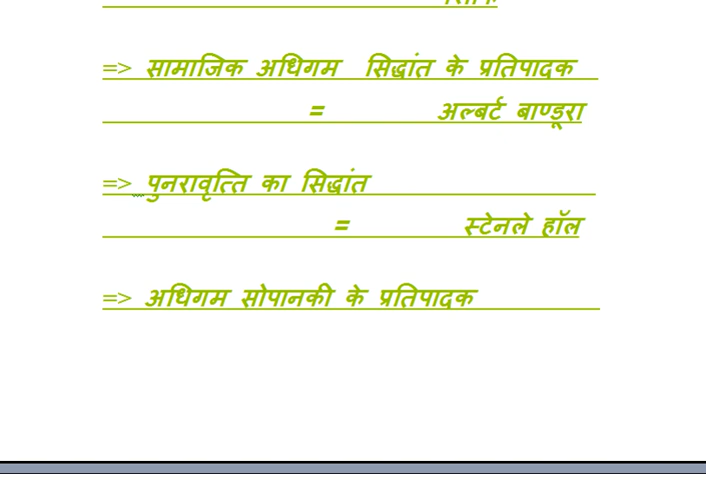 => सामाजिक अधिगम सिद्धांत के प्रतिपादक
= अल्बर्ट बाण्डूरा
=> पुनरावृत्ति का सिद्धांत
= स्टेनले हॉल
=> अधिगम सोपानकी के प्रतिपादक